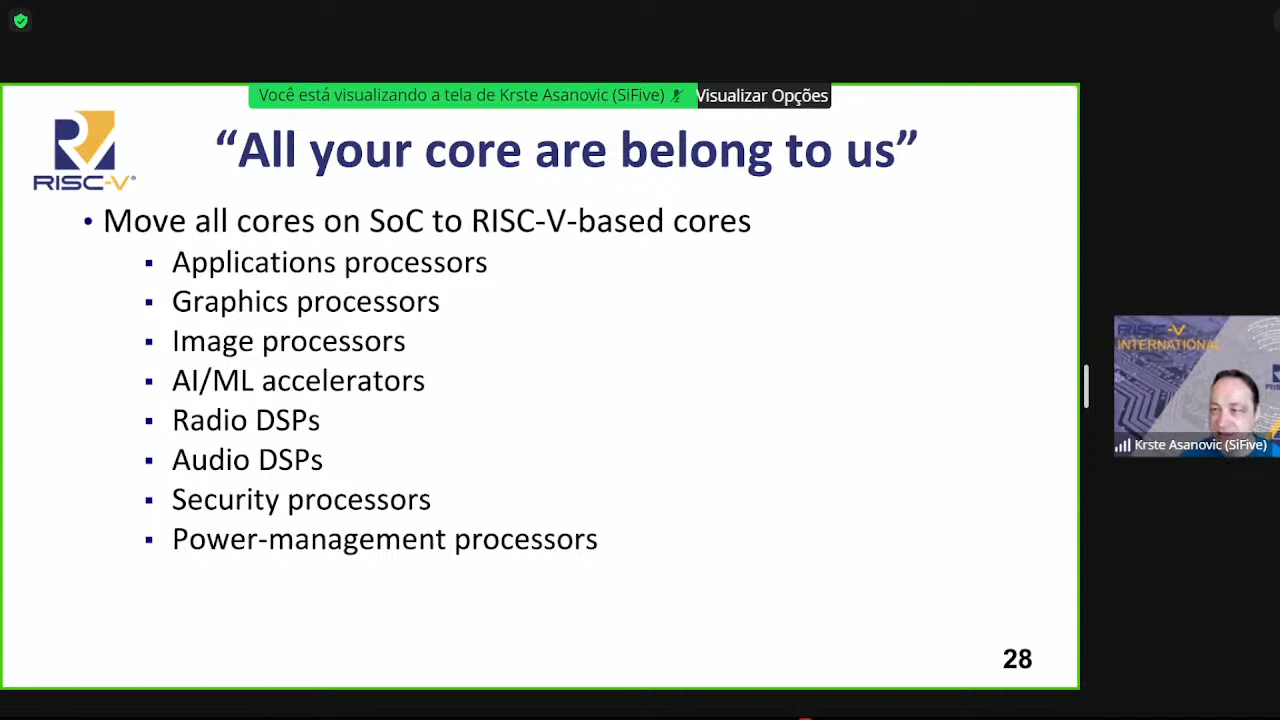 Você está visualizando a tela de Krste Asanovic (SiFive) Visualizar Opções
RISC-V®
“All your core are belong to us”
• Move all cores on SoC to RISC-V-based cores
▪ Applications processors
▪ Graphics processors
▪ Image processors
▪ AI/ML accelerators
▪ Radio DSPs
▪ Audio DSPs
▪ Security processors
▪ Power-management processors
28
RISC-V
INTERNATIONAL
Krste Asanovic (SiFive)